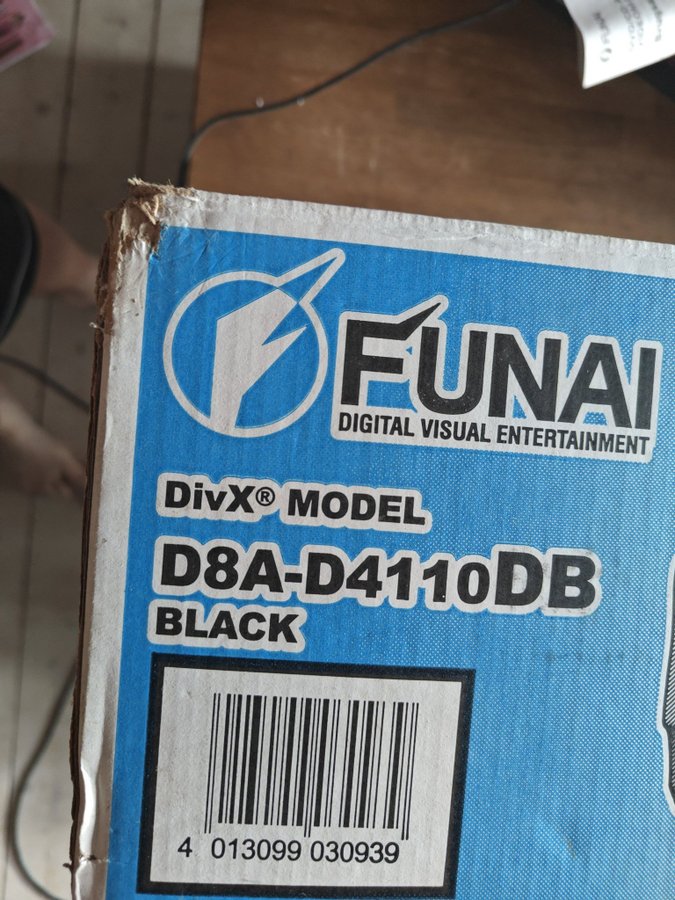 FUNAI
DIGITAL VISUAL ENTERTAINMENT
DivX® MODEL
D8A-D4110DB
BLACK
4 013099 030939